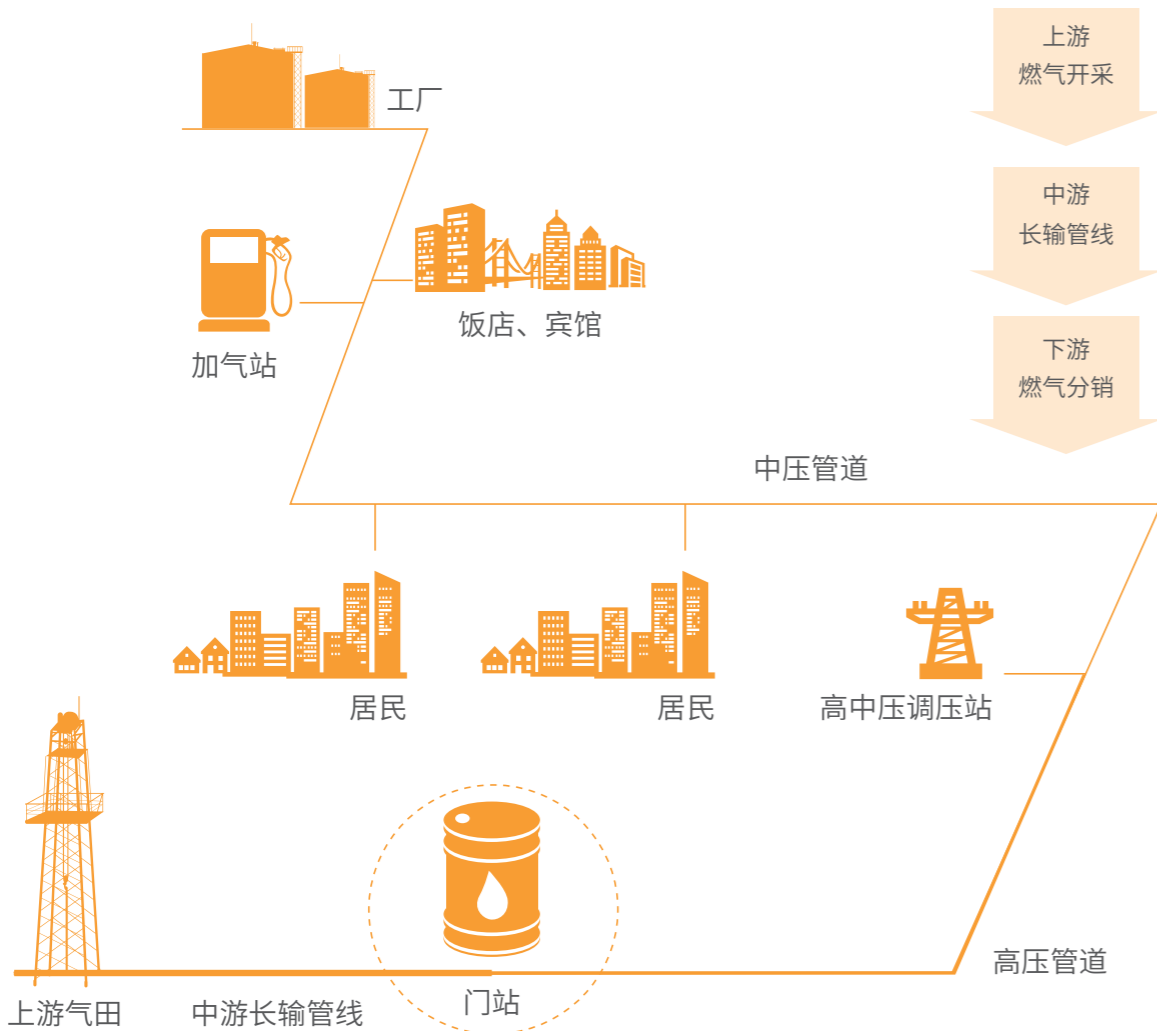 上游
燃气开采
工厂
中游
长输管线
饭店、宾馆
加气站
下游
燃气分销
中压管道
居民
居民
高中压调压站
高压管道
上游气田
中游长输管线
门站